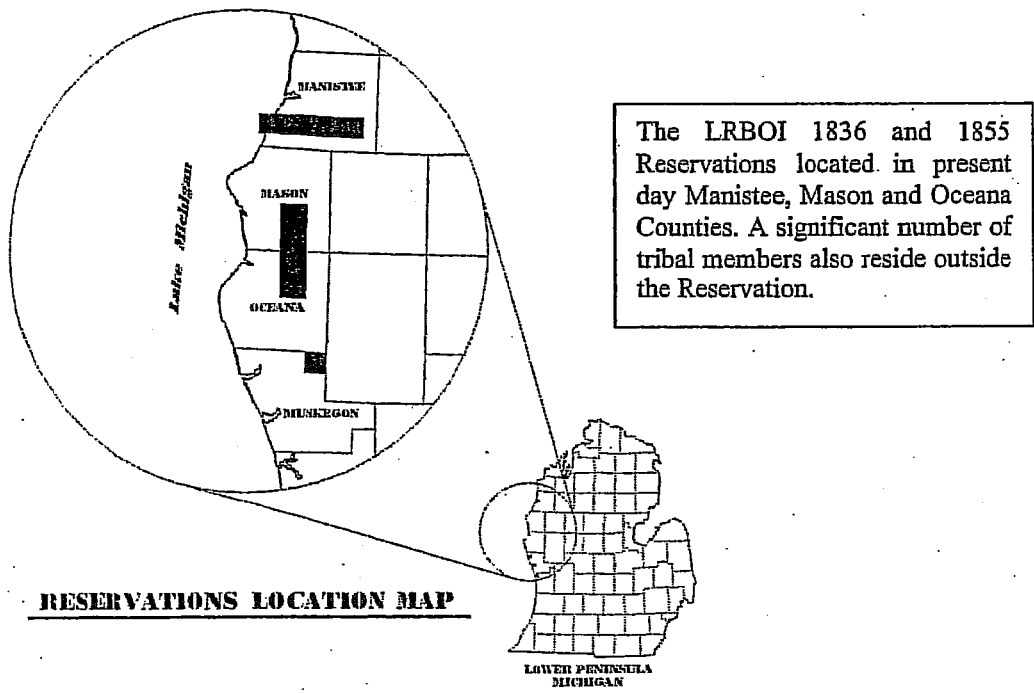 MANISTEE
MASON
Lake Michigan
OCEANA
MUSKEGON
The LRBOI 1836 and 1855
Reservations located in present
day Manistee, Mason and Oceana
Counties. A significant number of
tribal members also reside outside
the Reservation.
RESERVATIONS LOCATION MAP
LOWER PENINSULA
MICHIGAN